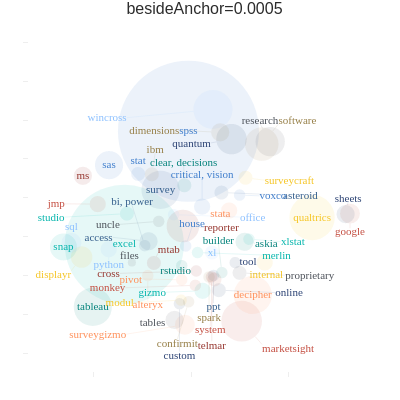 besideAnchor=0.0005
wincross
researchsoftware
dimensionsspss
quantum
ibm
stat clear, decisions
sas
ms
critical, vision
surveycraft
survey
voxcoasteroid
sheets
jmp
bi, power
studio
stata
office
qualtrics
uncle
house
reporter
google
sql
access
snap
excel
builder
askia xlstat
files
mtab
xl
merlin
python
tool
displayr
cross
pivot
rstudio
internal proprietary
monkey
gizmo
decipher online
modul
tableau
alteryx
ppt
spark
tables
system
surveygizmo
confirmit
telmar
custom
marketsight